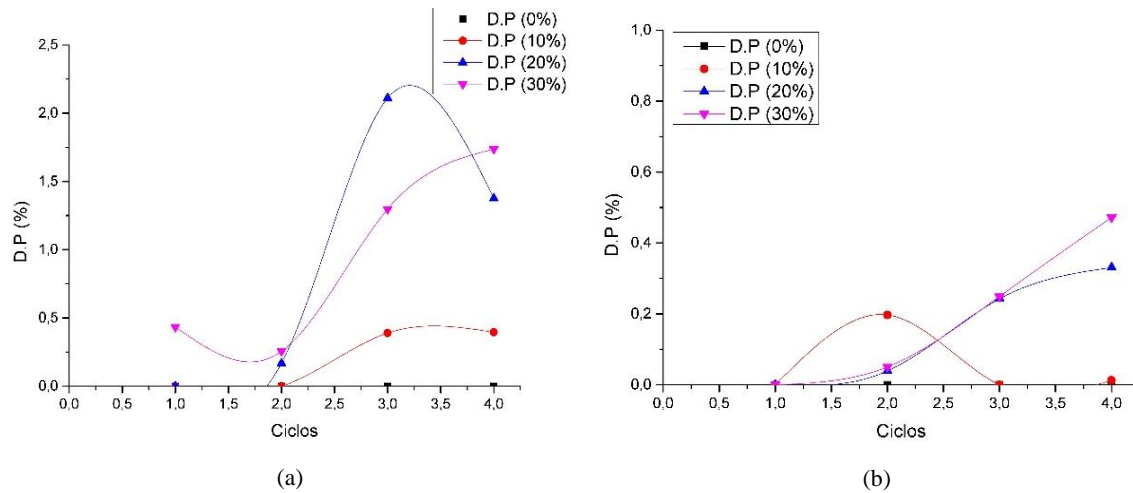 D.P (0%)
D.P (10%)
D.P (20%)
D.P (30%)
2,5
2,0
1,5
1,0
0,5
0,0
D.P (%)
0,0 0,5 1,0 1,5 2,0 2,5 3,0 3,5 4,0
Ciclos
(a)
D.P (0%)
D.P (10%)
D.P (20%)
D.P (30%)
1,0
0,8
0,6
0,4
0,2
0,0
D.P (%)
0,0 0,5 1,0 1,5 2,0 2,5 3,0 3,5 4,0
Ciclos
(b)